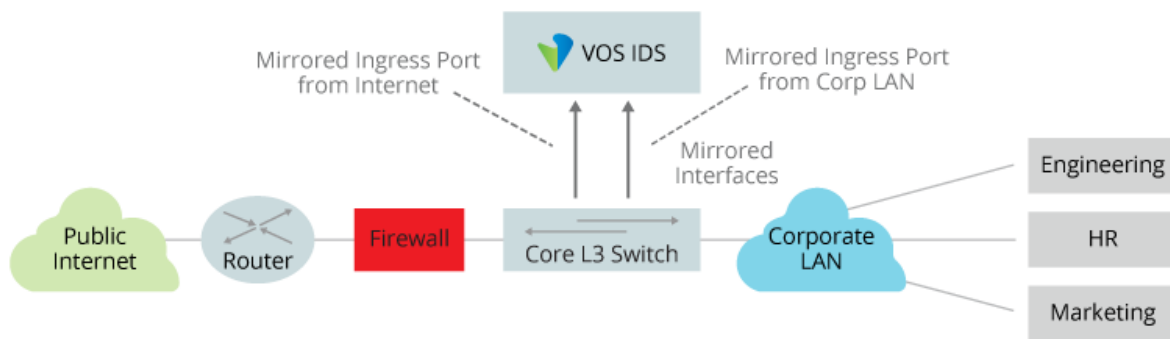 VOS IDS
Mirrored Ingress Port
from Internet
Mirrored Ingress Port
from Corp LAN
Mirrored
Interfaces
Public
Internet
Router
Firewall
Core L3 Switch
Corporate
LAN
Engineering
HR
Marketing